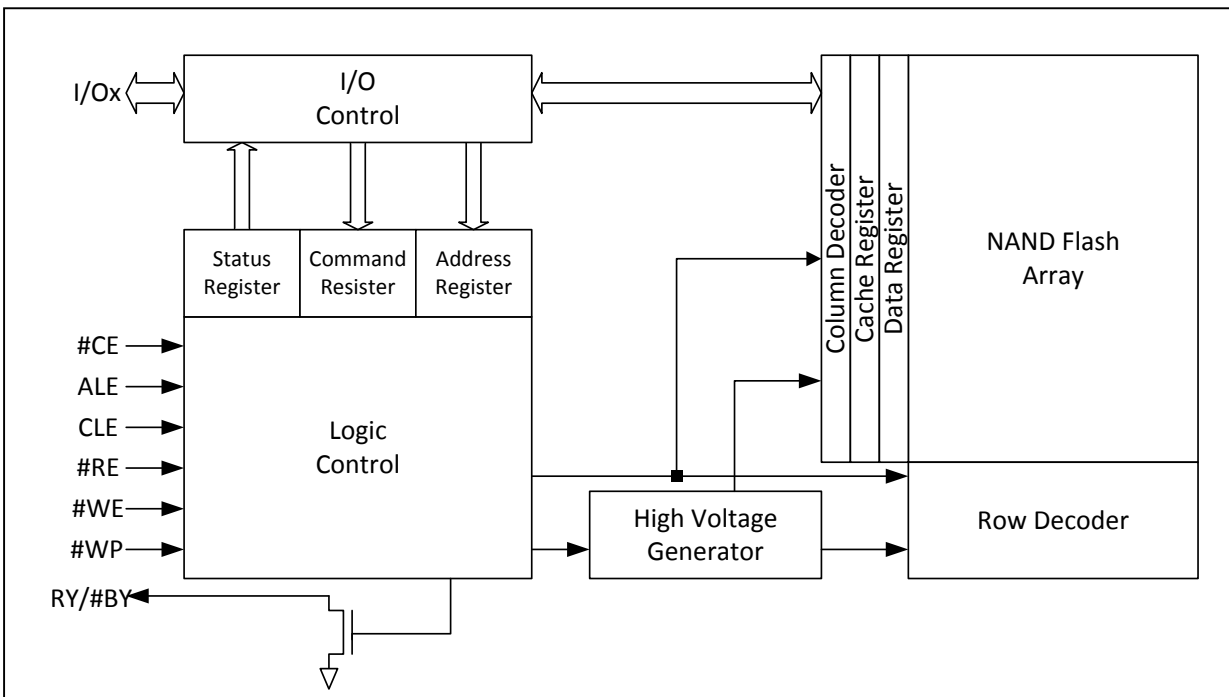 I/Ox
I/O
Control
Status
Register
Command
Resister
Address
Register
#CE
ALE
CLE
#RE
#WE
#WP
RY/#BY
Logic
Control
High Voltage
Generator
Column Decoder
Cache Register
Data Register
NAND Flash
Array
Row Decoder